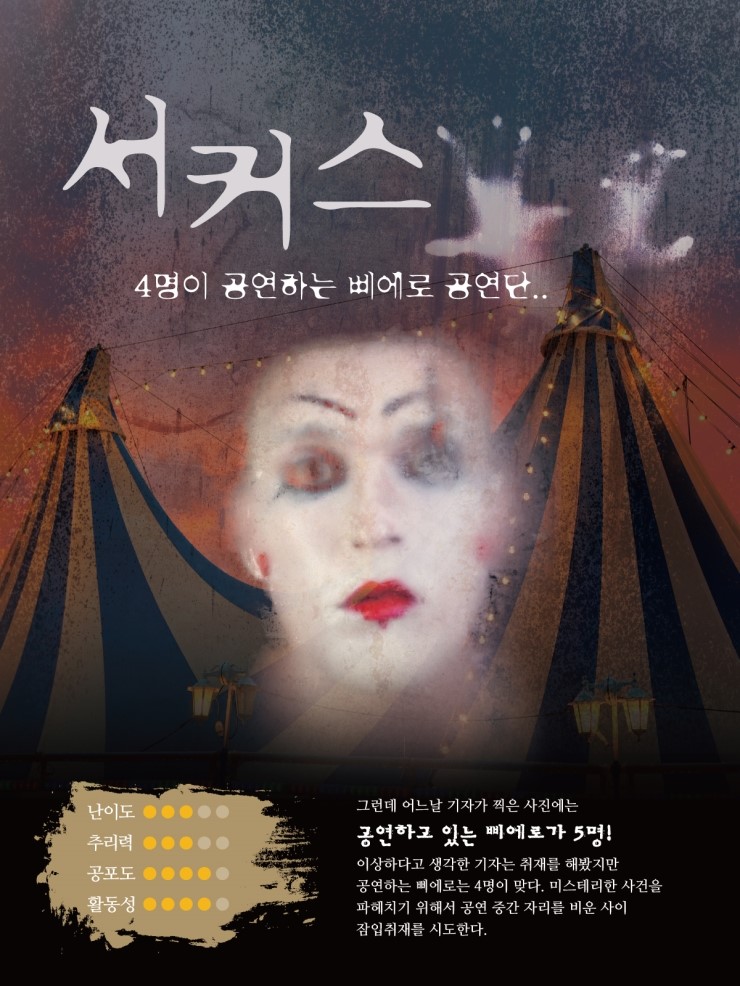 서커스
4명이 공연하는 삐에로 공연단..
난이도
추리력
공포도
활동성
그런데 어느날 기자가 찍은 사진에는
공연하고 있는 삐에로가 5명!
이상하다고 생각한 기자는 취재를 해봤지만
공연하는 삐에로는 4명이 맞다. 미스테리한 사건을
파헤치기 위해서 공연 중간 자리를 비운 사이
잠입취재를 시도한다.